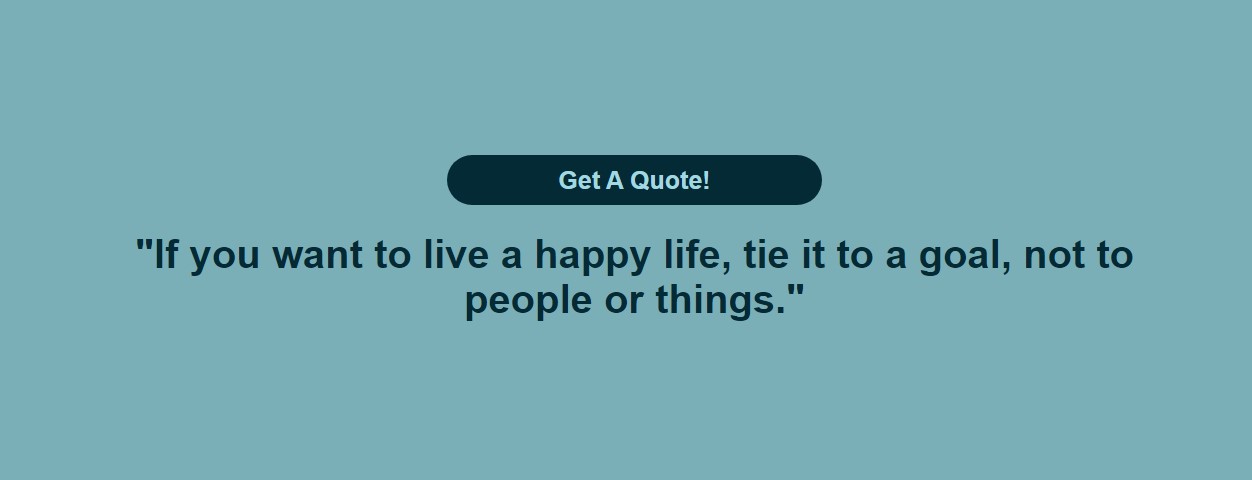 Get A Quote!
"If you want to live a happy life, tie it to a goal, not to
people or things."